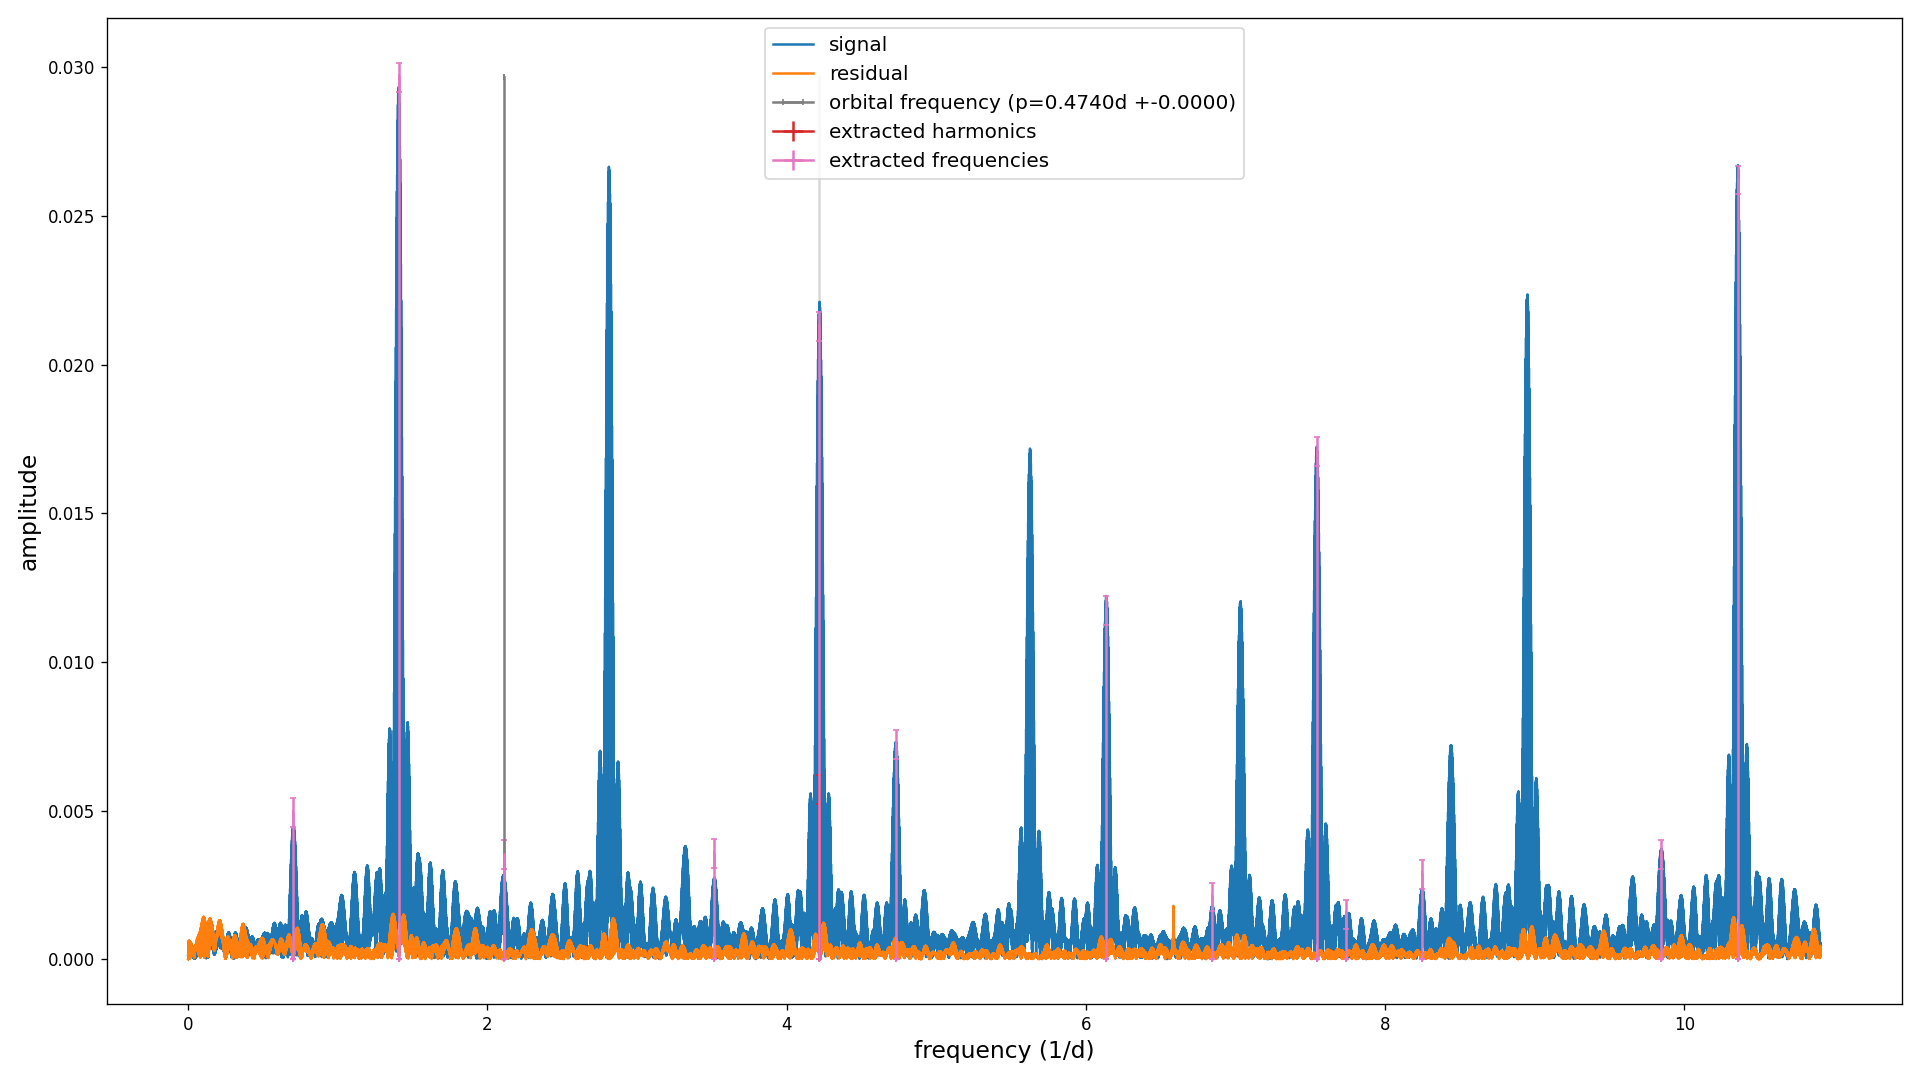 signal
residual
orbital frequency (p=0.4740d +-0.0000)
extracted harmonics
extracted frequencies
0.030
0.025
0.020
0.015
0.010
0.005
0.000
amplitude
0 2 4 6 8 10
frequency (1/d)